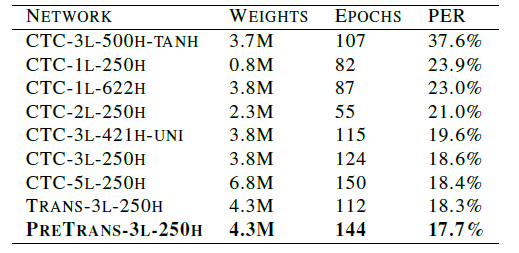 NETWORK WEIGHTS EPOCHS PER
CTC-3L-500H-TANH 3.7M 107 37.6%
CTC-1L-250H 0.8M 82 23.9%
CTC-1L-622H 3.8M 87 23.0%
CTC-2L-250H 2.3M 55 21.0%
CTC-3L-421H-UNI 3.8M 115 19.6%
CTC-3L-250H 3.8M 124 18.6%
CTC-5L-250H 6.8M 150 18.4%
TRANS-3L-250H 4.3M 112 18.3%
PRETRANS-3L-250H 4.3M 144 17.7%